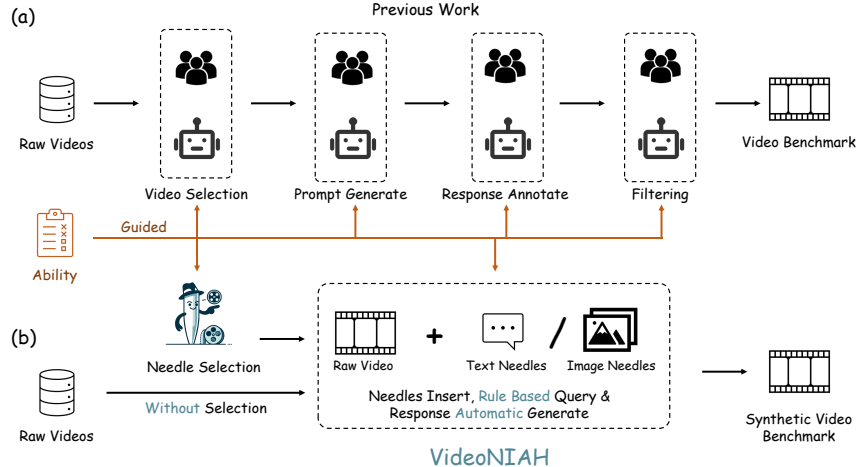 (a)
Previous Work
Raw Videos
Video Selection
Prompt Generate
Response Annotate
Filtering
Video Benchmark
Guided
Ability
(b)
Needle Selection
Raw Video
+
Text Needles
/
Image Needles
Raw Videos
Without Selection
Needles Insert, Rule Based Query &
Response Automatic Generate
Synthetic Video
Benchmark
VideoNIAH